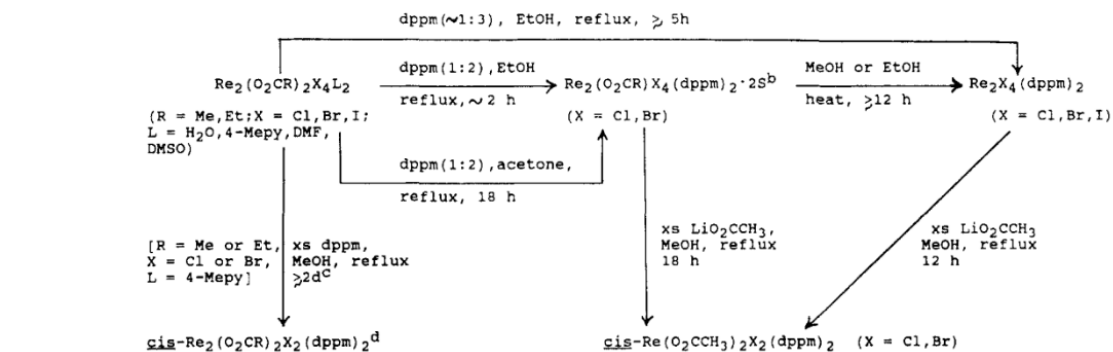 dppm(~1:3), EtOH, reflux, ⩾ 5h
Re₂(O₂CR)₂X₄L₂
dppm(1:2),EtOH
reflux,~ 2 h
Re₂(O₂CR)X₄(dppm)₂·2Sᵇ
MeOH or EtOH
heat, ⩾12 h
Re₂X₄(dppm)₂
(R = Me,Et;X = Cl,Br,I;
L = H₂O,4-Mepy,DMF,
DMSO)
(X = Cl,Br)
(X = Cl,Br,I)
dppm(1:2),acetone,
reflux, 18 h
[R = Me or Et,
X = Cl or Br,
L = 4-Mepy]
xs dppm,
MeOH, reflux
⩾2dᶜ
xs LiO₂CCH₃,
MeOH, reflux
18 h
xs LiO₂CCH₃
MeOH, reflux
12 h
cis-Re₂(O₂CR)₂X₂(dppm)₂ᵈ
cis-Re(O₂CCH₃)₂X₂(dppm)₂ (X = Cl,Br)